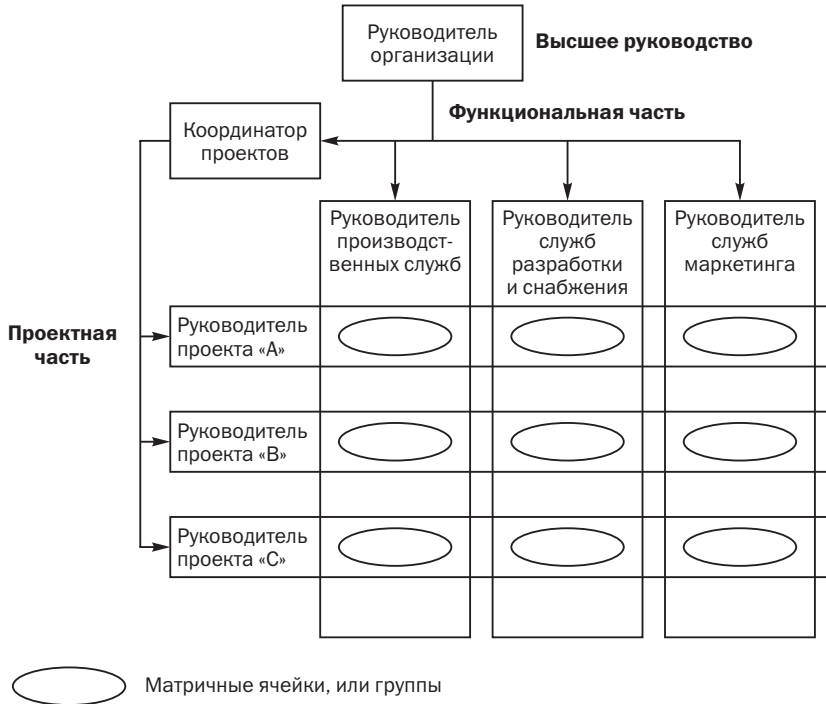 Руководитель
организации
Высшее руководство
Функциональная часть
Координатор
проектов
Руководитель
производст-
венных служб
Руководитель
служб
разработки
и снабжения
Руководитель
служб
маркетинга
Проектная
часть
Руководитель
проекта «А»
Руководитель
проекта «В»
Руководитель
проекта «С»
Матричные ячейки, или группы